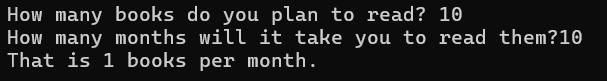 How many books do you plan to read? 10
How many months will it take you to read them?10
That is 1 books per month.